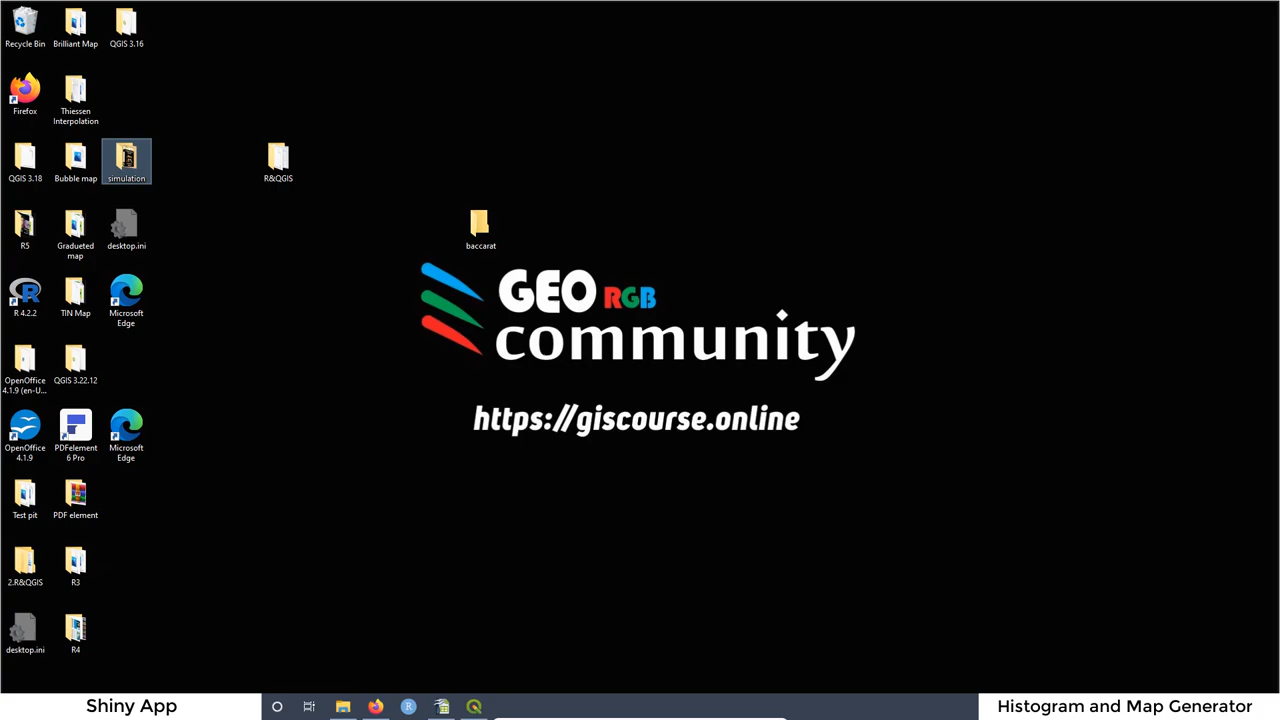 Recycle Bin
Brilliant Map
QGIS 3.16
Firefox
Thiessen
Interpolation
QGIS 3.18
Bubble map
simulation
R&QGIS
R5
Gradueted
map
desktop.ini
baccarat
GEO RGB
community
https://giscourse.online
R 4.2.2
TIN Map
Microsoft
Edge
OpenOffice
4.1.9 (en-U...
QGIS 3.22.12
OpenOffice
4.1.9
PDFelement
6 Pro
Microsoft
Edge
Test pit
PDF element
2.R&QGIS
R3
desktop.ini
R4
Shiny App
Histogram and Map Generator